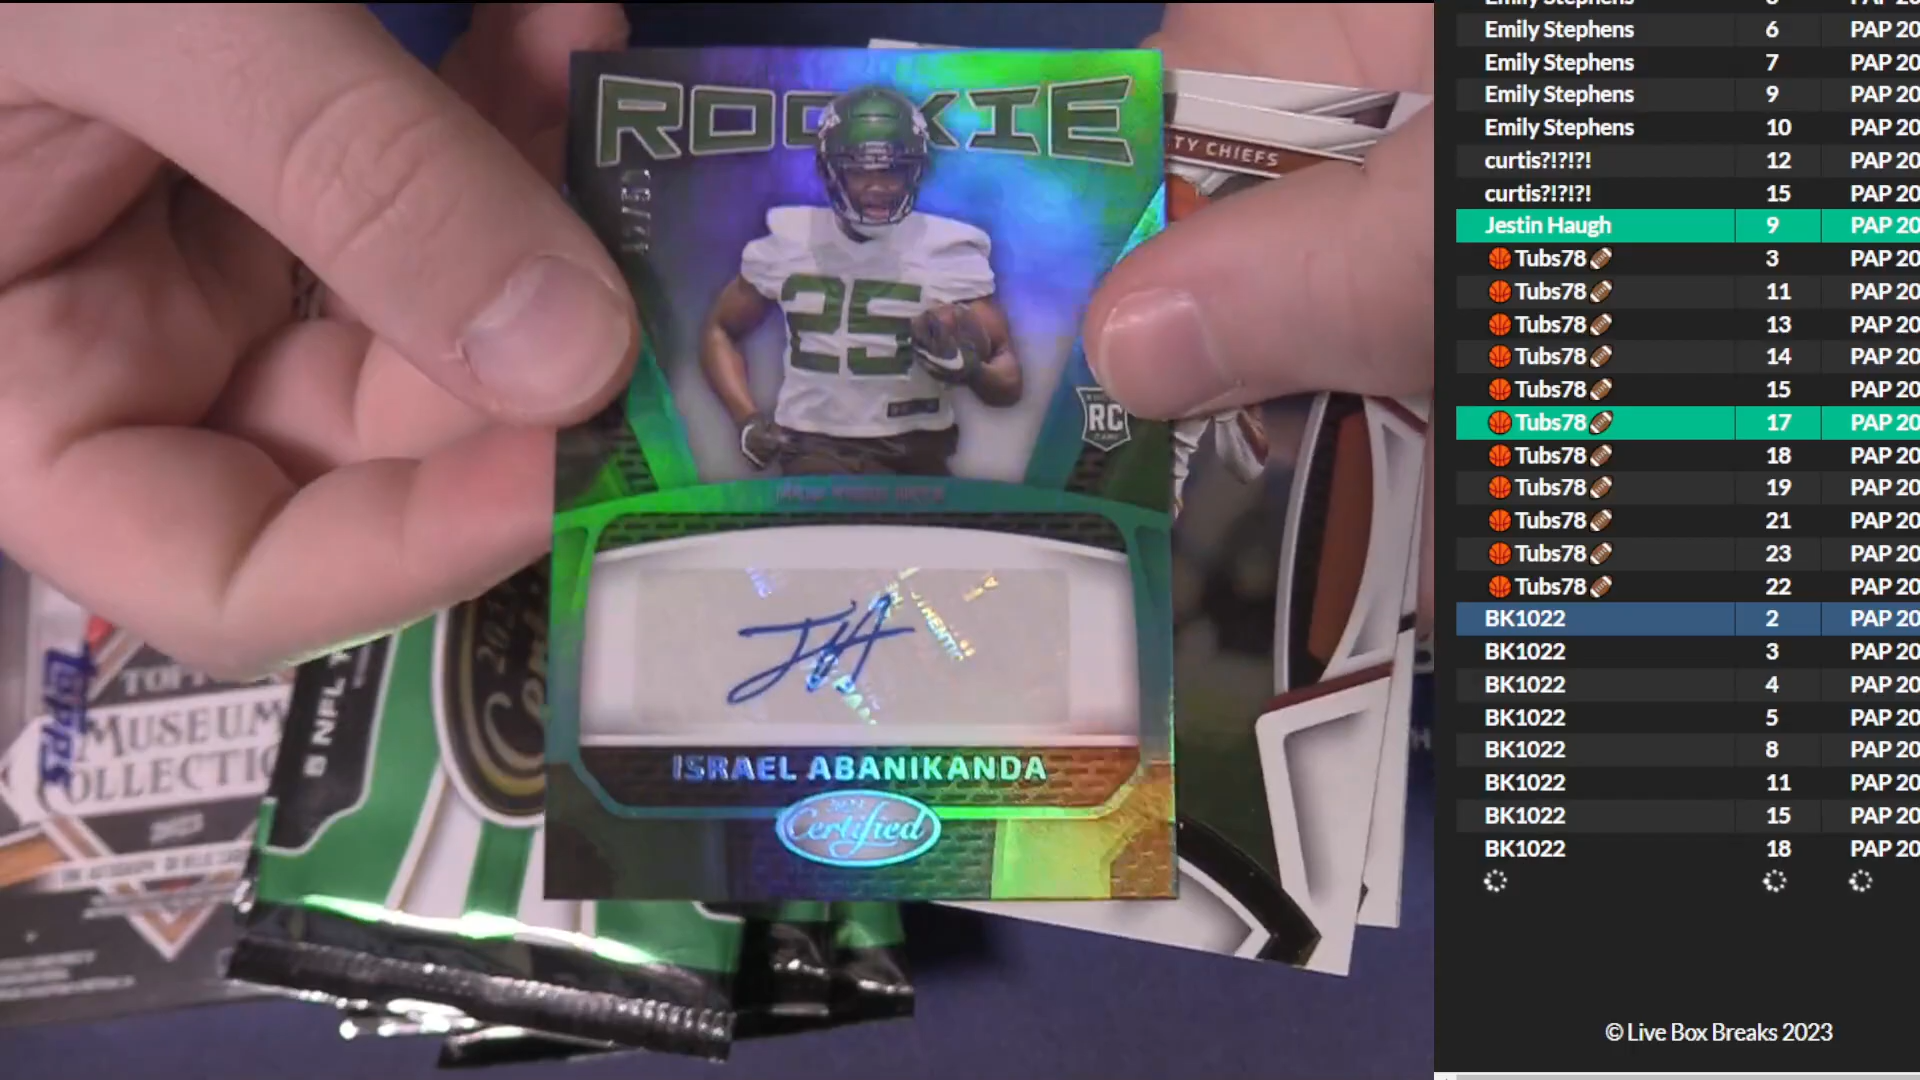 ROOKIE
25
RC
ISRAEL ABANIKANDA
Certified
TY CHIEFS
8 NFL T
topps
MUSEUM
COLLECTI
Emily Stephens 6 PAP 20
Emily Stephens 7 PAP 20
Emily Stephens 9 PAP 20
Emily Stephens 10 PAP 20
curtis?!?!?! 12 PAP 20
curtis?!?!?! 15 PAP 20
Jestin Haugh 9 PAP 20
Tubs78 3 PAP 20
Tubs78 11 PAP 20
Tubs78 13 PAP 20
Tubs78 14 PAP 20
Tubs78 15 PAP 20
Tubs78 17 PAP 20
Tubs78 18 PAP 20
Tubs78 19 PAP 20
Tubs78 21 PAP 20
Tubs78 23 PAP 20
Tubs78 22 PAP 20
BK1022 2 PAP 20
BK1022 3 PAP 20
BK1022 4 PAP 20
BK1022 5 PAP 20
BK1022 8 PAP 20
BK1022 11 PAP 20
BK1022 15 PAP 20
BK1022 18 PAP 20
© Live Box Breaks 2023